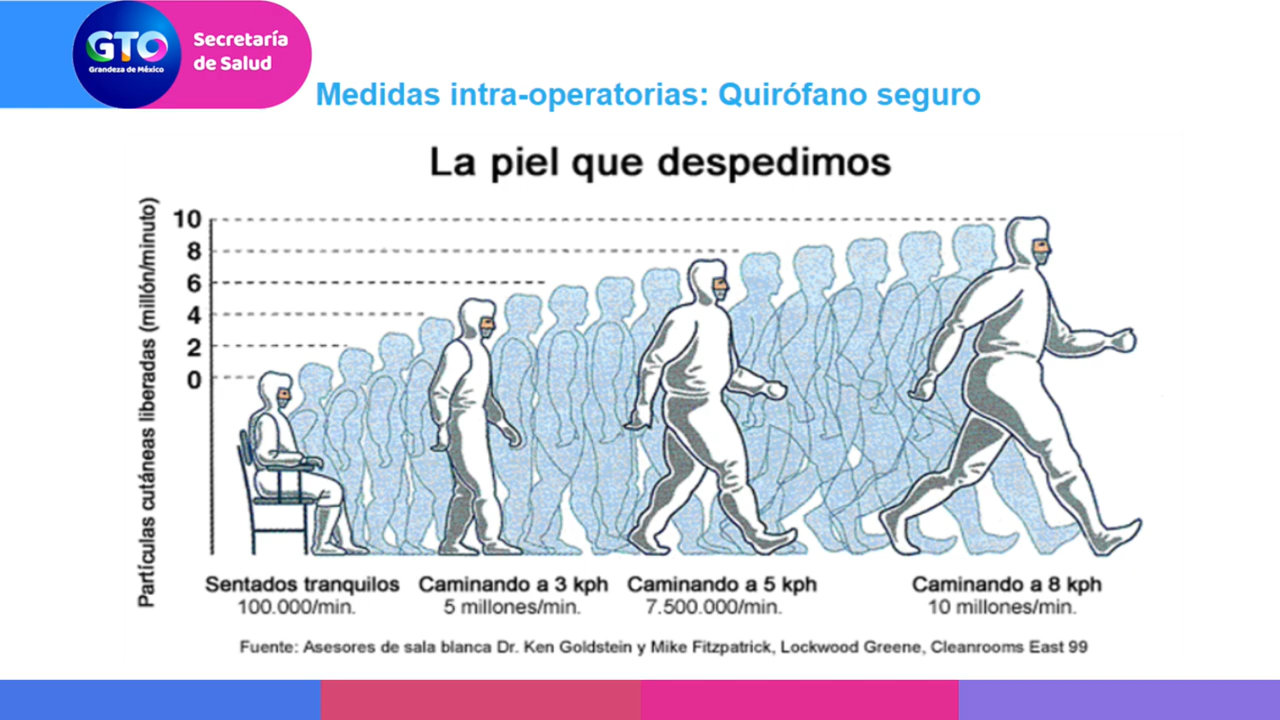 GTO
Grandeza de México
Secretaría
de Salud
Medidas intra-operatorias: Quirófano seguro
La piel que despedimos
Partículas cutáneas liberadas (millón/minuto)
10
8
6
4
2
0
Sentados tranquilos
100.000/min.
Caminando a 3 kph
5 millones/min.
Caminando a 5 kph
7.500.000/min.
Caminando a 8 kph
10 millones/min.
Fuente: Asesores de sala blanca Dr. Ken Goldstein y Mike Fitzpatrick, Lockwood Greene, Cleanrooms East 99